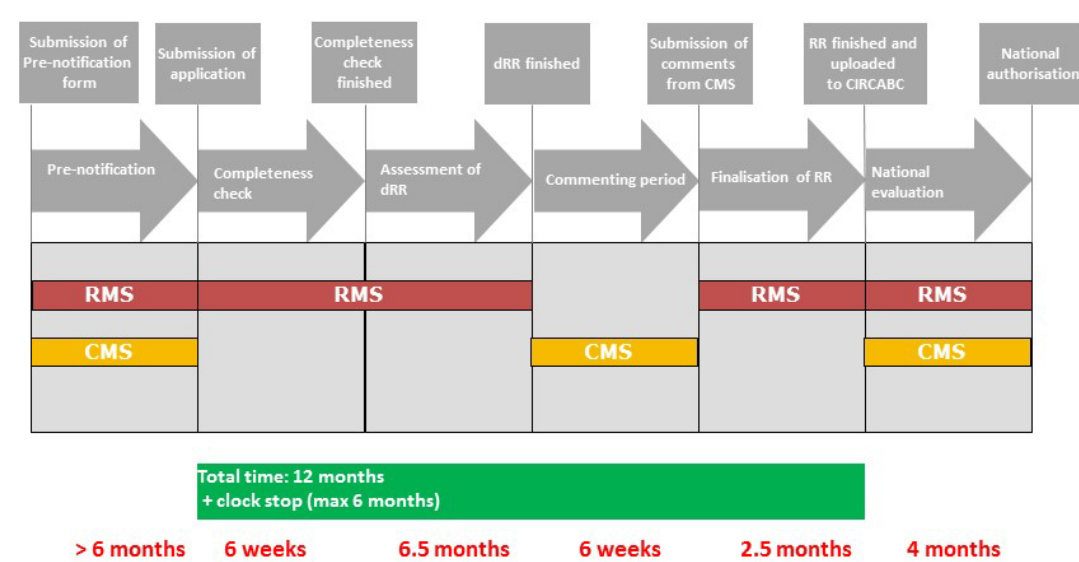 Submission of
Pre-notification
form
Submission of
application
Completeness
check
finished
dRR finished
Submission of
comments
from CMS
RR finished and
uploaded
to CIRCABC
National
authorisation
Pre-notification
Completeness
check
Assessment of
dRR
Commenting period
Finalisation of RR
National
evaluation
RMS
RMS
RMS
RMS
CMS
CMS
CMS
Total time: 12 months
+ clock stop (max 6 months)
> 6 months
6 weeks
6.5 months
6 weeks
2.5 months
4 months